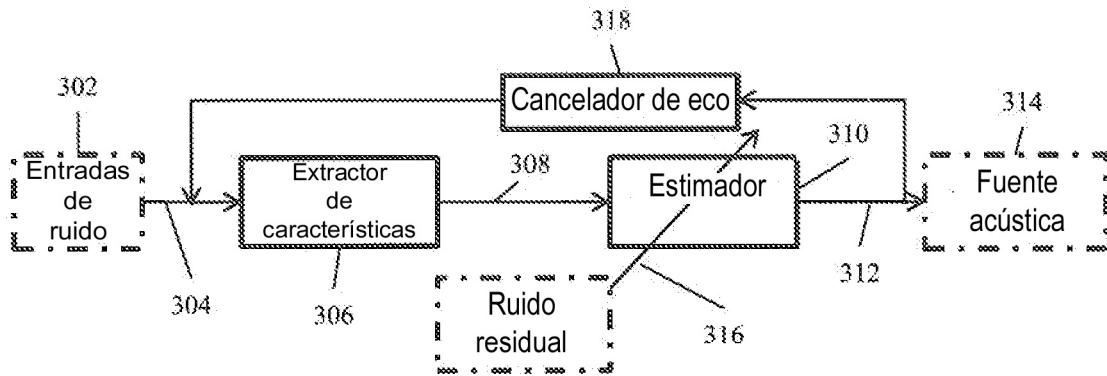 318
302
Cancelador de eco
314
310
Entradas
de
ruido
Extractor
de
características
308
Estimador
Fuente
acústica
304
306
312
Ruido
residual
316